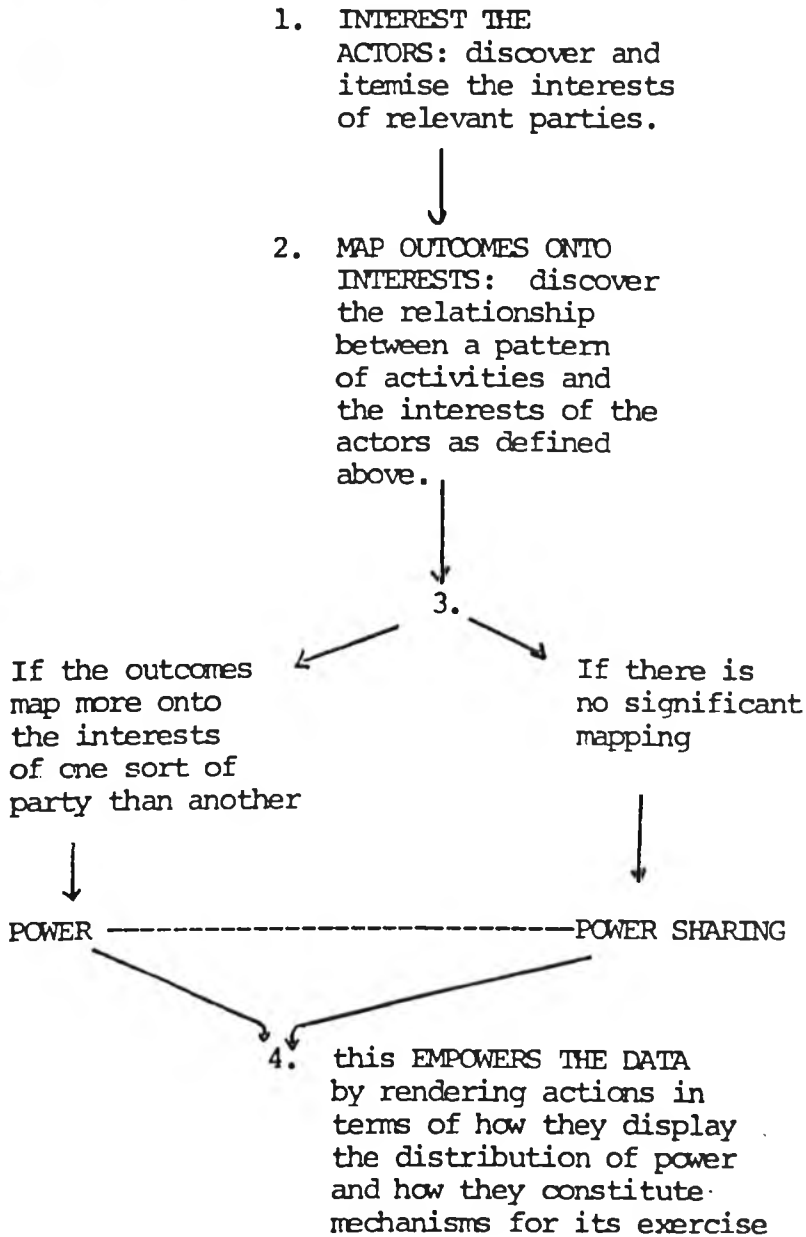 1. INTEREST THE
ACTORS: discover and
itemise the interests
of relevant parties.
2. MAP OUTCOMES ONTO
INTERESTS: discover
the relationship
between a pattern
of activities and
the interests of the
actors as defined
above.
3.
If the outcomes
map more onto
the interests
of one sort of
party than another
If there is
no significant
mapping
POWER ---------------------------- POWER SHARING
4. this EMPOWERS THE DATA
by rendering actions in
terms of how they display
the distribution of power
and how they constitute
mechanisms for its exercise